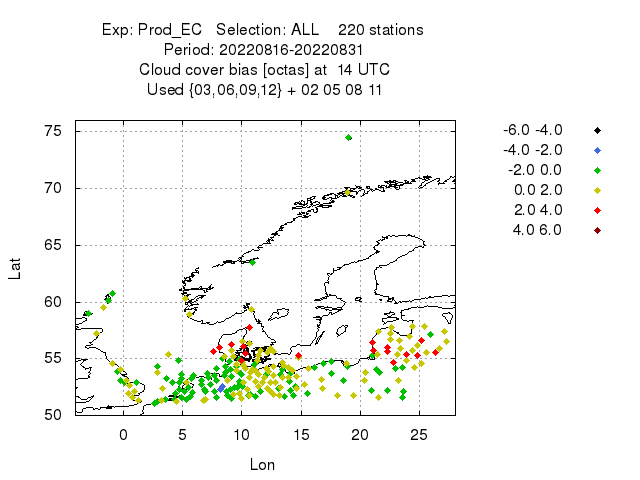 Exp: Prod_EC   Selection: ALL    220 stations
Period: 20220816-20220831
Cloud cover bias [octas] at  14 UTC
Used {03,06,09,12} + 02 05 08 11
75
70
65
60
55
50
Lat
0 5 10 15 20 25
Lon
-6.0 -4.0
-4.0 -2.0
-2.0 0.0
0.0 2.0
2.0 4.0
4.0 6.0